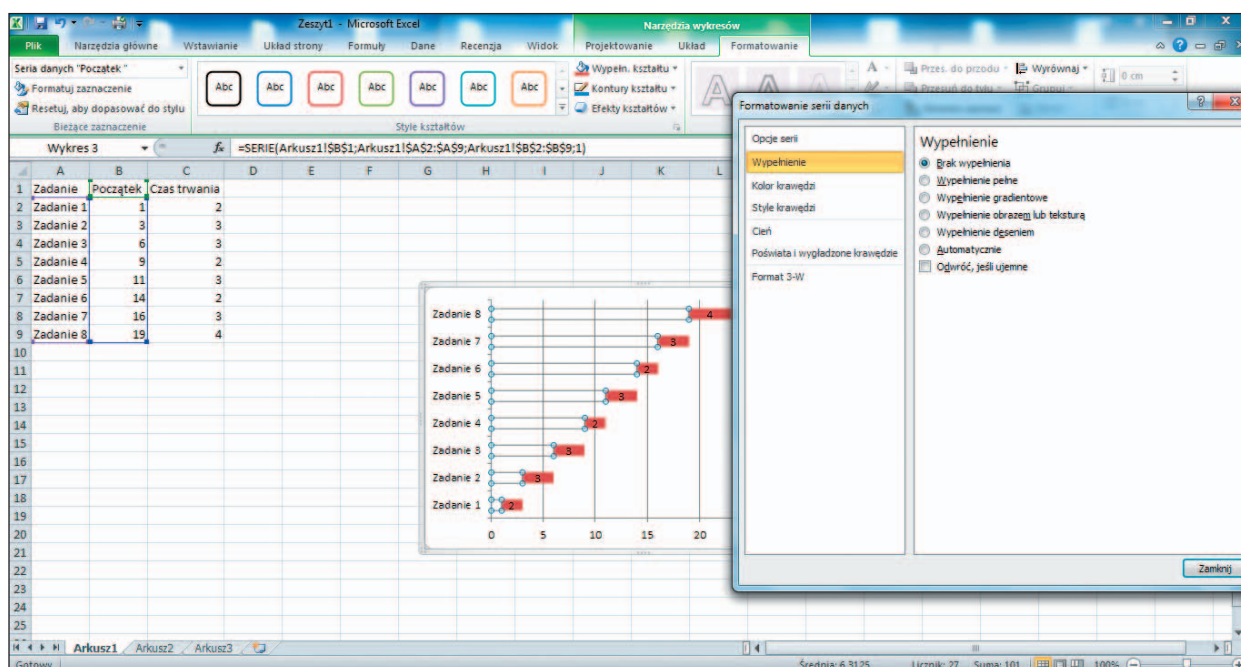 Zeszyt1 - Microsoft Excel
Narzędzia wykresów
Plik Narzędzia główne Wstawianie Układ strony Formuły Dane Recenzja Widok Projektowanie Układ Formatowanie
Seria danych "Początek "
Formatuj zaznaczenie
Resetuj, aby dopasować do stylu
Bieżące zaznaczenie
Abc Abc Abc Abc Abc Abc Abc
Style kształtów
Wypełn. kształtu
Kontury kształtu
Efekty kształtów
Przes. do przodu
Przesuń do tyłu
Wyrównaj
Grupuj
0 cm
Wykres 3
fx =SERIE(Arkusz1!$B$1;Arkusz1!$A$2:$A$9;Arkusz1!$B$2:$B$9;1)
A B C D E F G H I J K L
1 Zadanie Początek Czas trwania
2 Zadanie 1 1 2
3 Zadanie 2 3 3
4 Zadanie 3 6 3
5 Zadanie 4 9 2
6 Zadanie 5 11 3
7 Zadanie 6 14 2
8 Zadanie 7 16 3
9 Zadanie 8 19 4
10
11
12
13
14
15
16
17
18
19
20
21
22
23
24
25
Zadanie 8 4
Zadanie 7 3
Zadanie 6 2
Zadanie 5 3
Zadanie 4 2
Zadanie 3 3
Zadanie 2 3
Zadanie 1 2
0 5 10 15 20
Formatowanie serii danych
Opcje serii
Wypełnienie
Kolor krawędzi
Style krawędzi
Cień
Poświata i wygładzone krawędzie
Format 3-W
Wypełnienie
Brak wypełnienia
Wypełnienie pełne
Wypełnienie gradientowe
Wypełnienie obrazem lub teksturą
Wypełnienie deseniem
Automatycznie
Odwróć, jeśli ujemne
Zamknij
Arkusz1 Arkusz2 Arkusz3
Gotowy Średnia: 6,3125 Licznik: 27 Suma: 101 100%